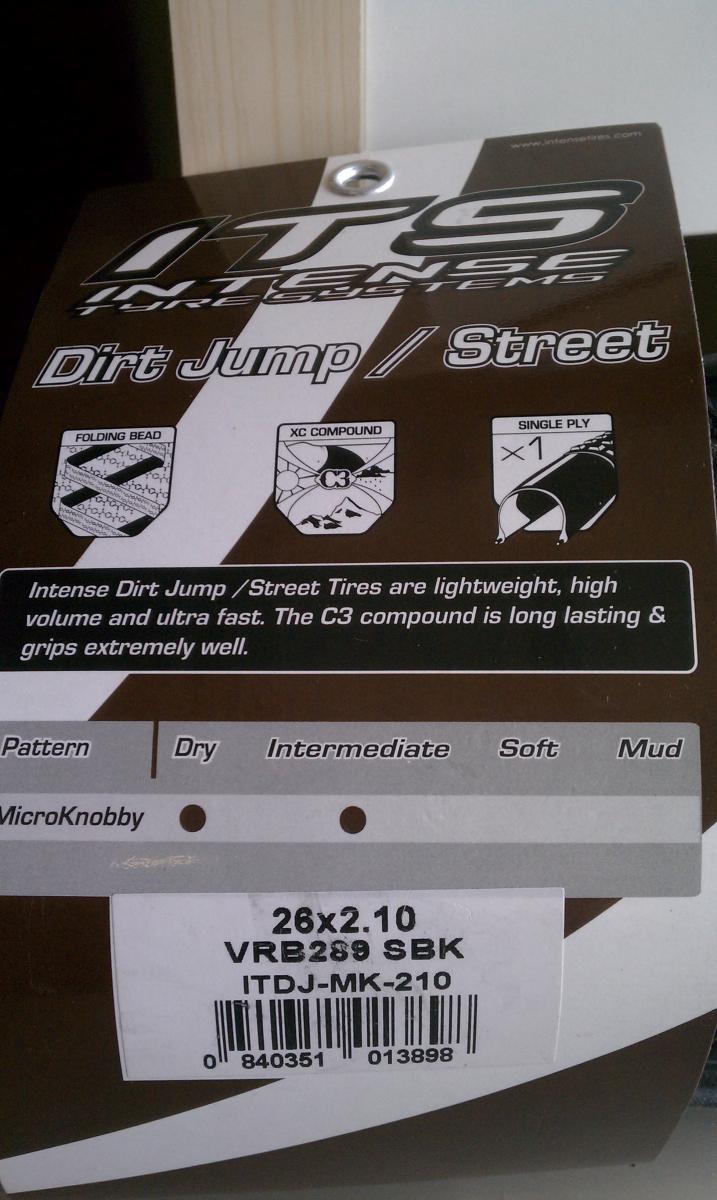 www.intensetires.com
ITS
INTENSE
TYRE SYSTEMS
Dirt Jump / Street
FOLDING BEAD
XC COMPOUND
SINGLE PLY
C3
x1
Intense Dirt Jump /Street Tires are lightweight, high
volume and ultra fast. The C3 compound is long lasting &
grips extremely well.
Pattern Dry Intermediate Soft Mud
MicroKnobby
26x2.10
VRB289 SBK
ITDJ-MK-210
0 840351 013898